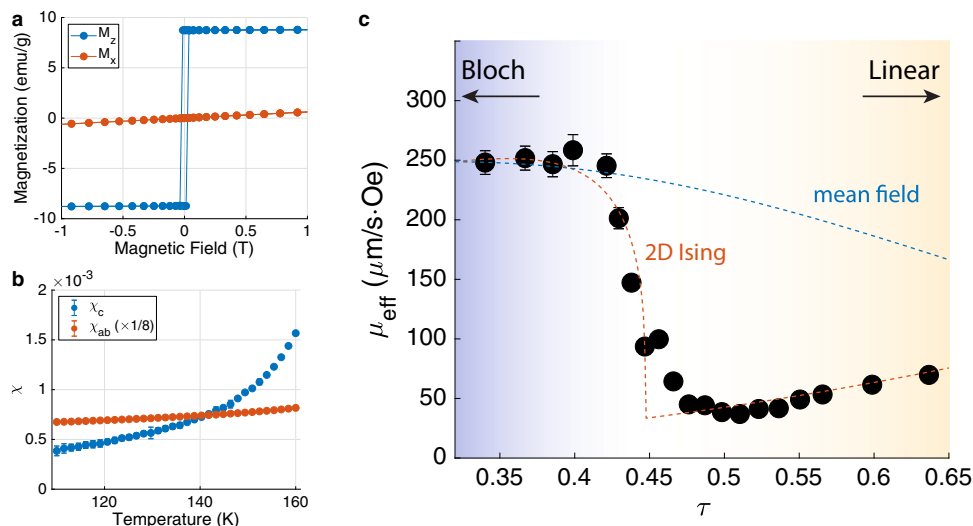 a
M_z
M_x
Magnetization (emu/g)
10
5
0
-5
-10
-1
-0.5
0
0.5
1
Magnetic Field (T)
b
×10⁻³
χ_c
χ_ab (×1/8)
χ
2
1.5
1
0.5
0
120
140
160
Temperature (K)
c
Bloch
Linear
mean field
2D Ising
μ_eff (μm/s·Oe)
300
250
200
150
100
50
0
0.35
0.4
0.45
0.5
0.55
0.6
0.65
τ